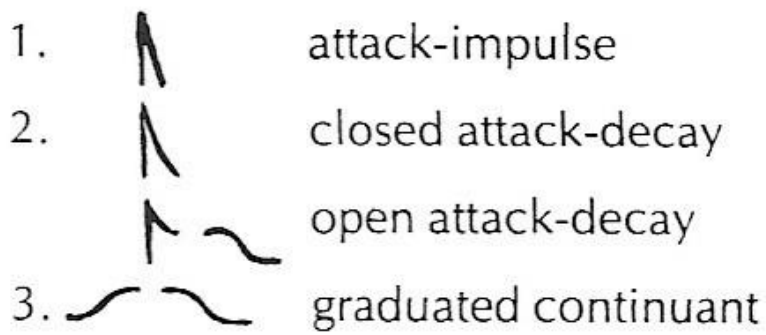 1. attack-impulse
2. closed attack-decay
open attack-decay
3. graduated continuant